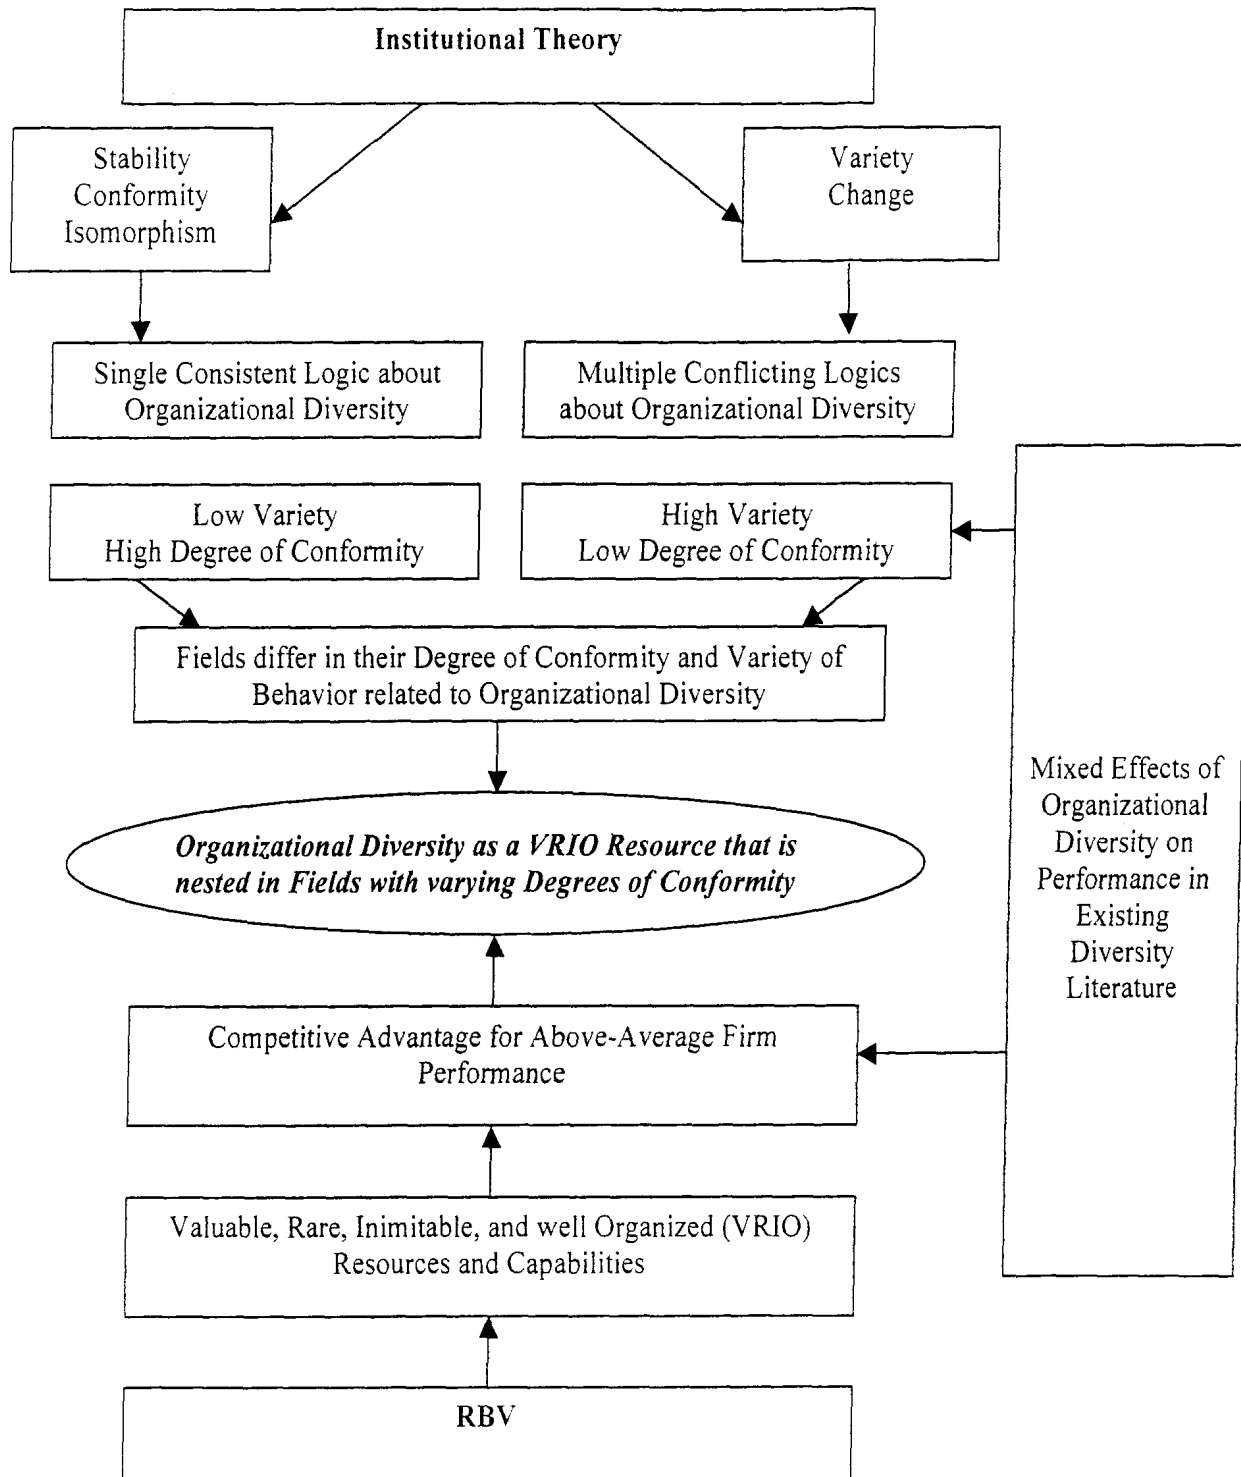 Institutional Theory
Stability
Conformity
Isomorphism
Variety
Change
Single Consistent Logic about
Organizational Diversity
Multiple Conflicting Logics
about Organizational Diversity
Low Variety
High Degree of Conformity
High Variety
Low Degree of Conformity
Fields differ in their Degree of Conformity and Variety of
Behavior related to Organizational Diversity
Organizational Diversity as a VRIO Resource that is
nested in Fields with varying Degrees of Conformity
Mixed Effects of
Organizational
Diversity on
Performance in
Existing
Diversity
Literature
Competitive Advantage for Above-Average Firm
Performance
Valuable, Rare, Inimitable, and well Organized (VRIO)
Resources and Capabilities
RBV